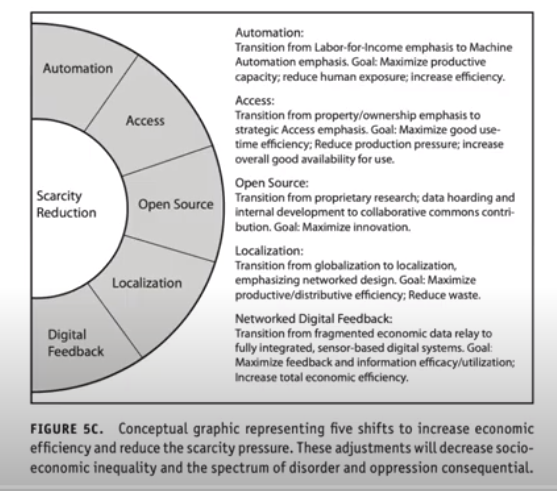 Automation
Access
Scarcity
Reduction
Open Source
Localization
Digital
Feedback
Automation:
Transition from Labor-for-Income emphasis to Machine
Automation emphasis. Goal: Maximize productive
capacity; reduce human exposure; increase efficiency.
Access:
Transition from property/ownership emphasis to
strategic Access emphasis. Goal: Maximize good use-
time efficiency; Reduce production pressure; increase
overall good availability for use.
Open Source:
Transition from proprietary research; data hoarding and
internal development to collaborative commons contri-
bution. Goal: Maximize innovation.
Localization:
Transition from globalization to localization,
emphasizing networked design. Goal: Maximize
productive/distributive efficiency; Reduce waste.
Networked Digital Feedback:
Transition from fragmented economic data relay to
fully integrated, sensor-based digital systems. Goal:
Maximize feedback and information efficacy/utilization;
Increase total economic efficiency.
FIGURE 5C. Conceptual graphic representing five shifts to increase economic
efficiency and reduce the scarcity pressure. These adjustments will decrease socio-
economic inequality and the spectrum of disorder and oppression consequential.